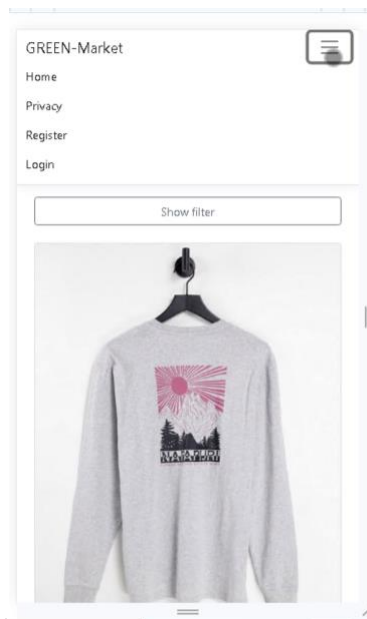 GREEN-Market
Home
Privacy
Register
Login
Show filter